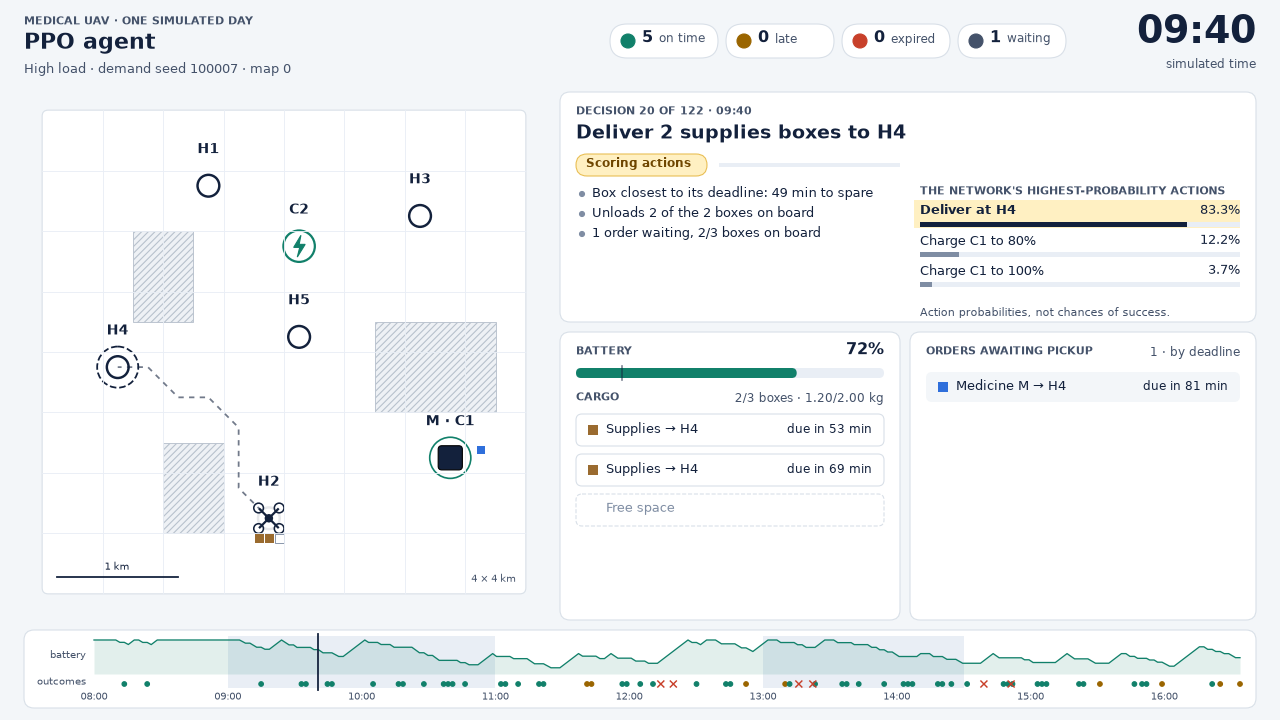 MEDICAL UAV · ONE SIMULATED DAY
PPO agent
High load · demand seed 100007 · map 0
5 on time
0 late
0 expired
1 waiting
09:40
simulated time
H1
H3
C2
H5
H4
M · C1
H2
1 km
4 × 4 km
DECISION 20 OF 122 · 09:40
Deliver 2 supplies boxes to H4
Scoring actions
Box closest to its deadline: 49 min to spare
Unloads 2 of the 2 boxes on board
1 order waiting, 2/3 boxes on board
THE NETWORK'S HIGHEST-PROBABILITY ACTIONS
Deliver at H4 83.3%
Charge C1 to 80% 12.2%
Charge C1 to 100% 3.7%
Action probabilities, not chances of success.
BATTERY 72%
CARGO 2/3 boxes · 1.20/2.00 kg
Supplies → H4 due in 53 min
Supplies → H4 due in 69 min
Free space
ORDERS AWAITING PICKUP 1 · by deadline
Medicine M → H4 due in 81 min
battery
outcomes
08:00 09:00 10:00 11:00 12:00 13:00 14:00 15:00 16:00